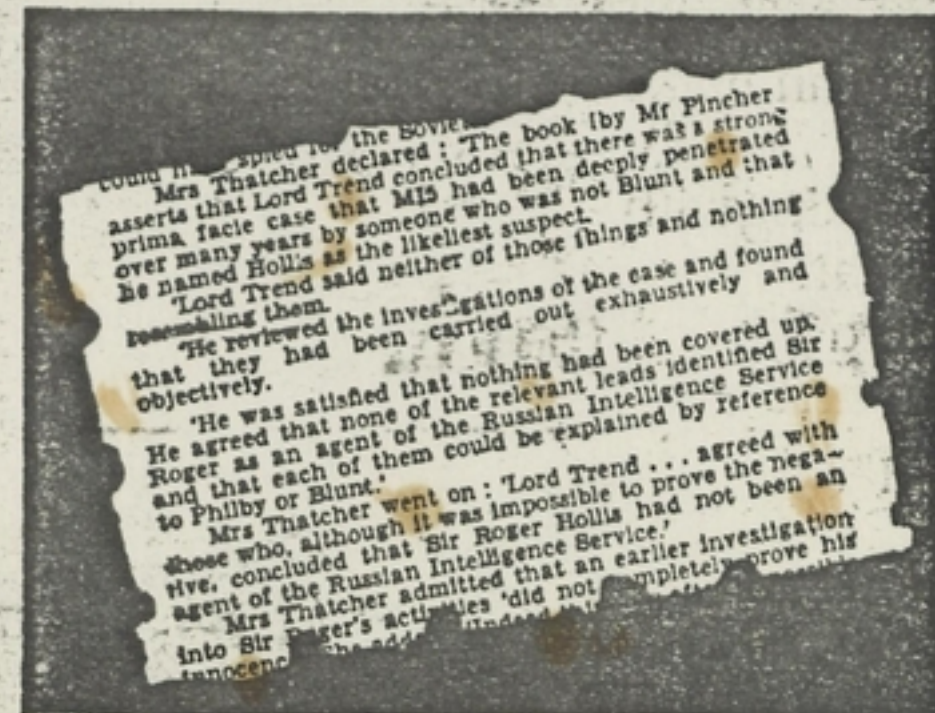 could spied for the Soviet
Mrs Thatcher declared : 'The book [by Mr Pincher
asserts that Lord Trend concluded that there was a strong
prima facie case that MI5 had been deeply penetrated
over many years by someone who was not Blunt and that
he named Hollis as the likeliest suspect.
'Lord Trend said neither of those things and nothing
resembling them.
'He reviewed the investigations of the case and found
that they had been carried out exhaustively and
objectively.
'He was satisfied that nothing had been covered up.
He agreed that none of the relevant leads identified Sir
Roger as an agent of the Russian Intelligence Service
and that each of them could be explained by reference
to Philby or Blunt.'
Mrs Thatcher went on : 'Lord Trend . . . agreed with
those who, although it was impossible to prove the nega-
tive, concluded that Sir Roger Hollis had not been an
agent of the Russian Intelligence Service.'
Mrs Thatcher admitted that an earlier investigation
into Sir Roger's activities 'did not completely prove his
innocenc